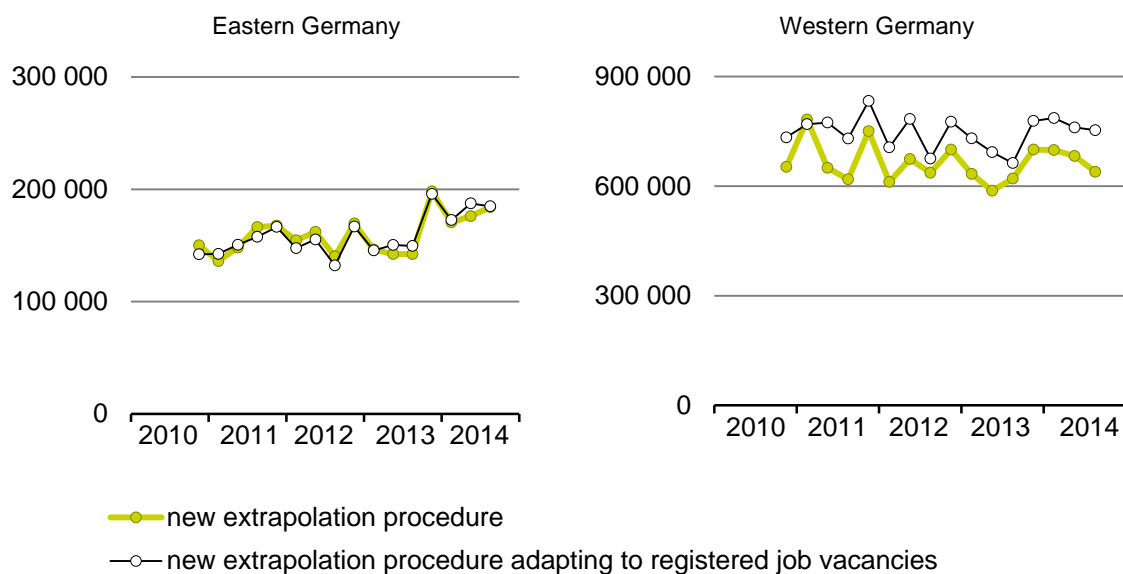 Eastern Germany
300 000
200 000
100 000
0
2010 2011 2012 2013 2014
Western Germany
900 000
600 000
300 000
0
2010 2011 2012 2013 2014
new extrapolation procedure
new extrapolation procedure adapting to registered job vacancies